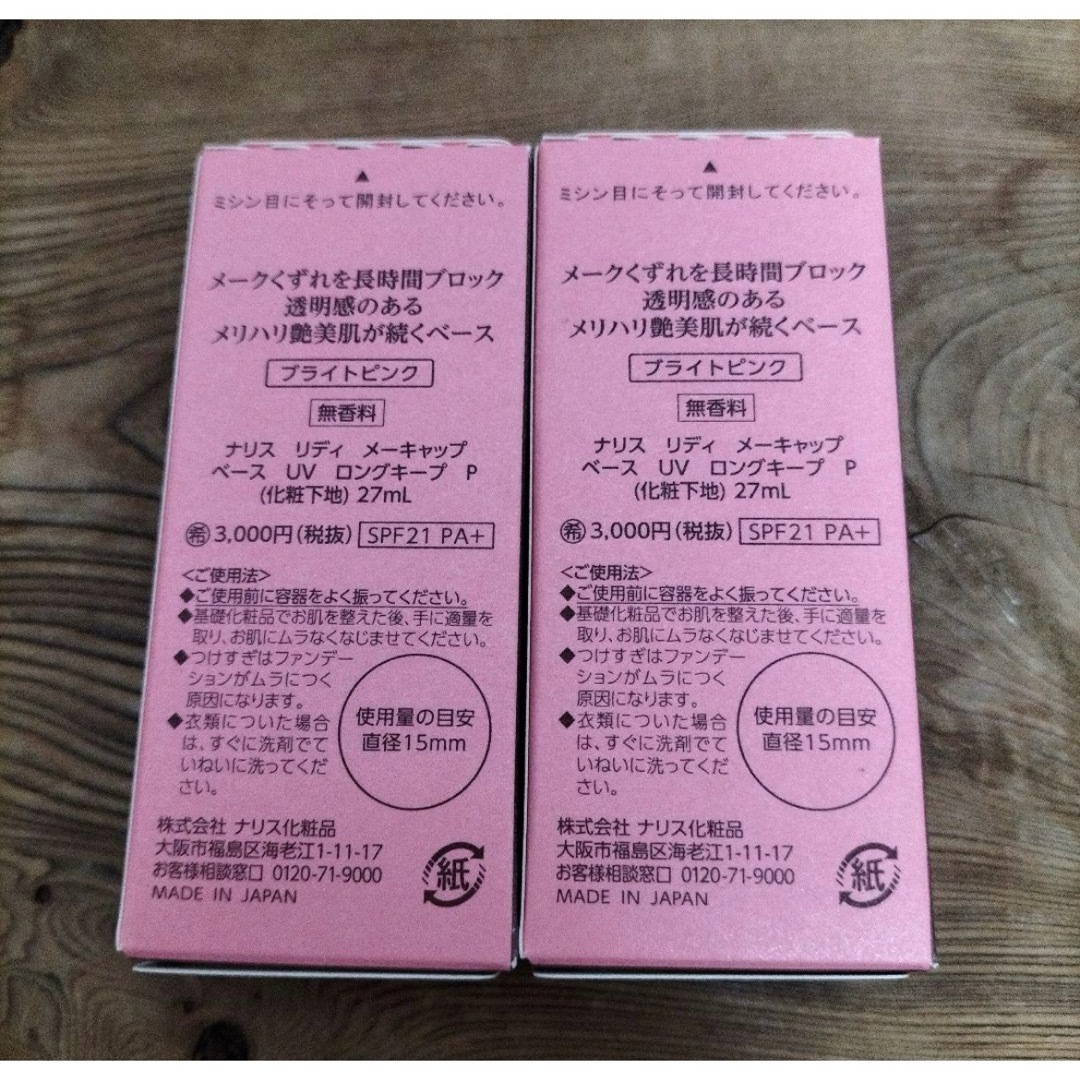 ▲
ミシン目にそって開封してください。
メークくずれを長時間ブロック
透明感のある
メリハリ艶美肌が続くベース
ブライトピンク
無香料
ナリス リディ メーキャップ
ベース UV ロングキープ P
(化粧下地) 27mL
㊒3,000円(税抜) SPF21 PA+
<ご使用法>
◆ご使用前に容器をよく振ってください。
◆基礎化粧品でお肌を整えた後、手に適量を
取り、お肌にムラなくなじませてください。
◆つけすぎはファンデー
ションがムラにつく
原因になります。
◆衣類についた場合
は、すぐに洗剤でて
いねいに洗ってくだ
さい。
使用量の目安
直径15mm
株式会社 ナリス化粧品
大阪市福島区海老江1-11-17
お客様相談窓口 0120-71-9000
MADE IN JAPAN
紙
▲
ミシン目にそって開封してください。
メークくずれを長時間ブロック
透明感のある
メリハリ艶美肌が続くベース
ブライトピンク
無香料
ナリス リディ メーキャップ
ベース UV ロングキープ P
(化粧下地) 27mL
希3,000円(税抜) SPF21 PA+
<ご使用法>
◆ご使用前に容器をよく振ってください。
◆基礎化粧品でお肌を整えた後、手に適量を
取り、お肌にムラなくなじませてください。
◆つけすぎはファンデー
ションがムラにつく
原因になります。
◆衣類についた場合
は、すぐに洗剤でて
いねいに洗ってくだ
さい。
使用量の目安
直径15mm
株式会社 ナリス化粧品
大阪市福島区海老江1-11-17
お客様相談窓口 0120-71-9000
MADE IN JAPAN
紙